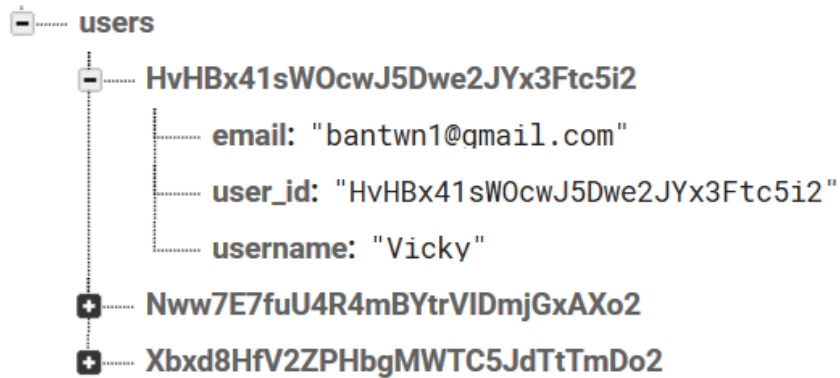 users
HvHBx41sWOcwJ5Dwe2JYx3Ftc5i2
email: "bantwn1@gmail.com"
user_id: "HvHBx41sWOcwJ5Dwe2JYx3Ftc5i2"
username: "Vicky"
Nww7E7fuU4R4mBYtrVIDmjGxAXo2
Xbxd8HfV2ZPHbgMWTC5JdTtTmDo2